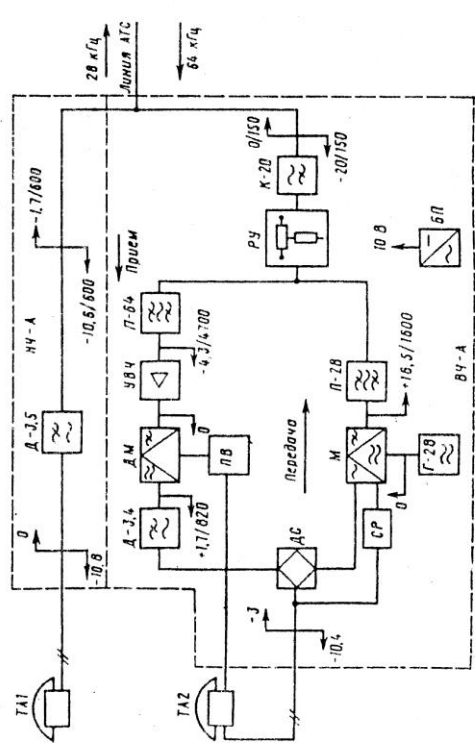 ТА1
0
-10,8
Д-3,5
НЧ-А
-1,7/600
-10,6/600
28 кГц
Линия АТС
64 кГц
ТА2
-3
-10,4
Д-3,4
+1,7/820
ДМ
0
ПВ
УВЧ
-4,3/4700
П-64
Прием
ДС
СР
Передача
М
0
Г-28
П-28
+16,5/1600
РУ
К-20
0/150
-20/150
10 В
БП
ВЧ-А